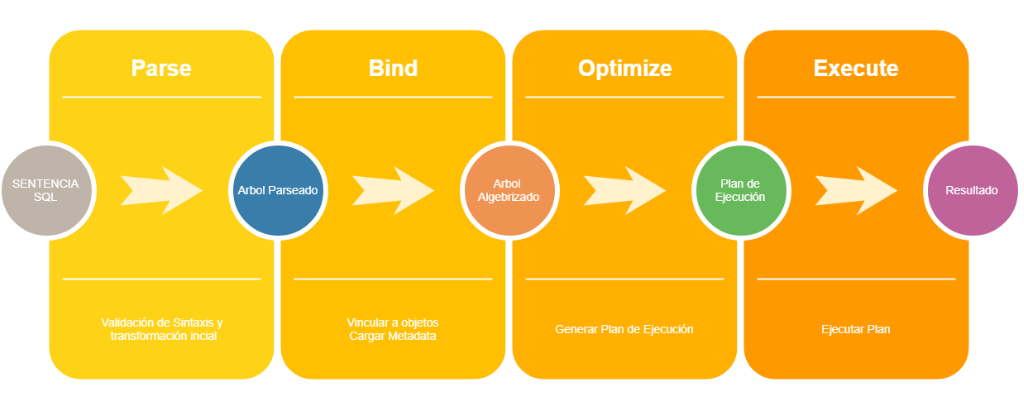 Parse
Bind
Optimize
Execute
SENTENCIA
SQL
Arbol Parseado
Arbol
Algebrizado
Plan de
Ejecución
Resultado
Validación de Sintaxis y
transformación incial
Vincular a objetos
Cargar Metadata
Generar Plan de Ejecución
Ejecutar Plan